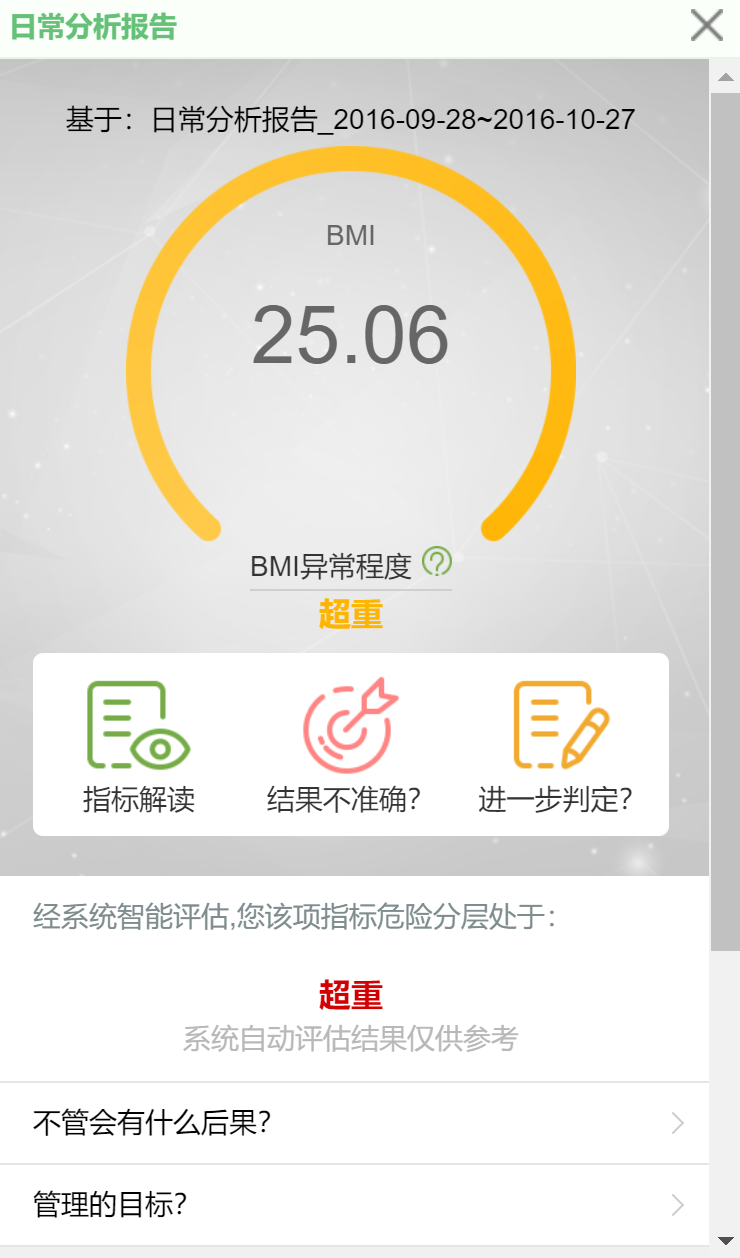 日常分析报告
基于：日常分析报告_2016-09-28~2016-10-27
BMI
25.06
BMI异常程度
超重
指标解读
结果不准确？
进一步判定？
经系统智能评估,您该项指标危险分层处于：
超重
系统自动评估结果仅供参考
不管会有什么后果？
管理的目标？